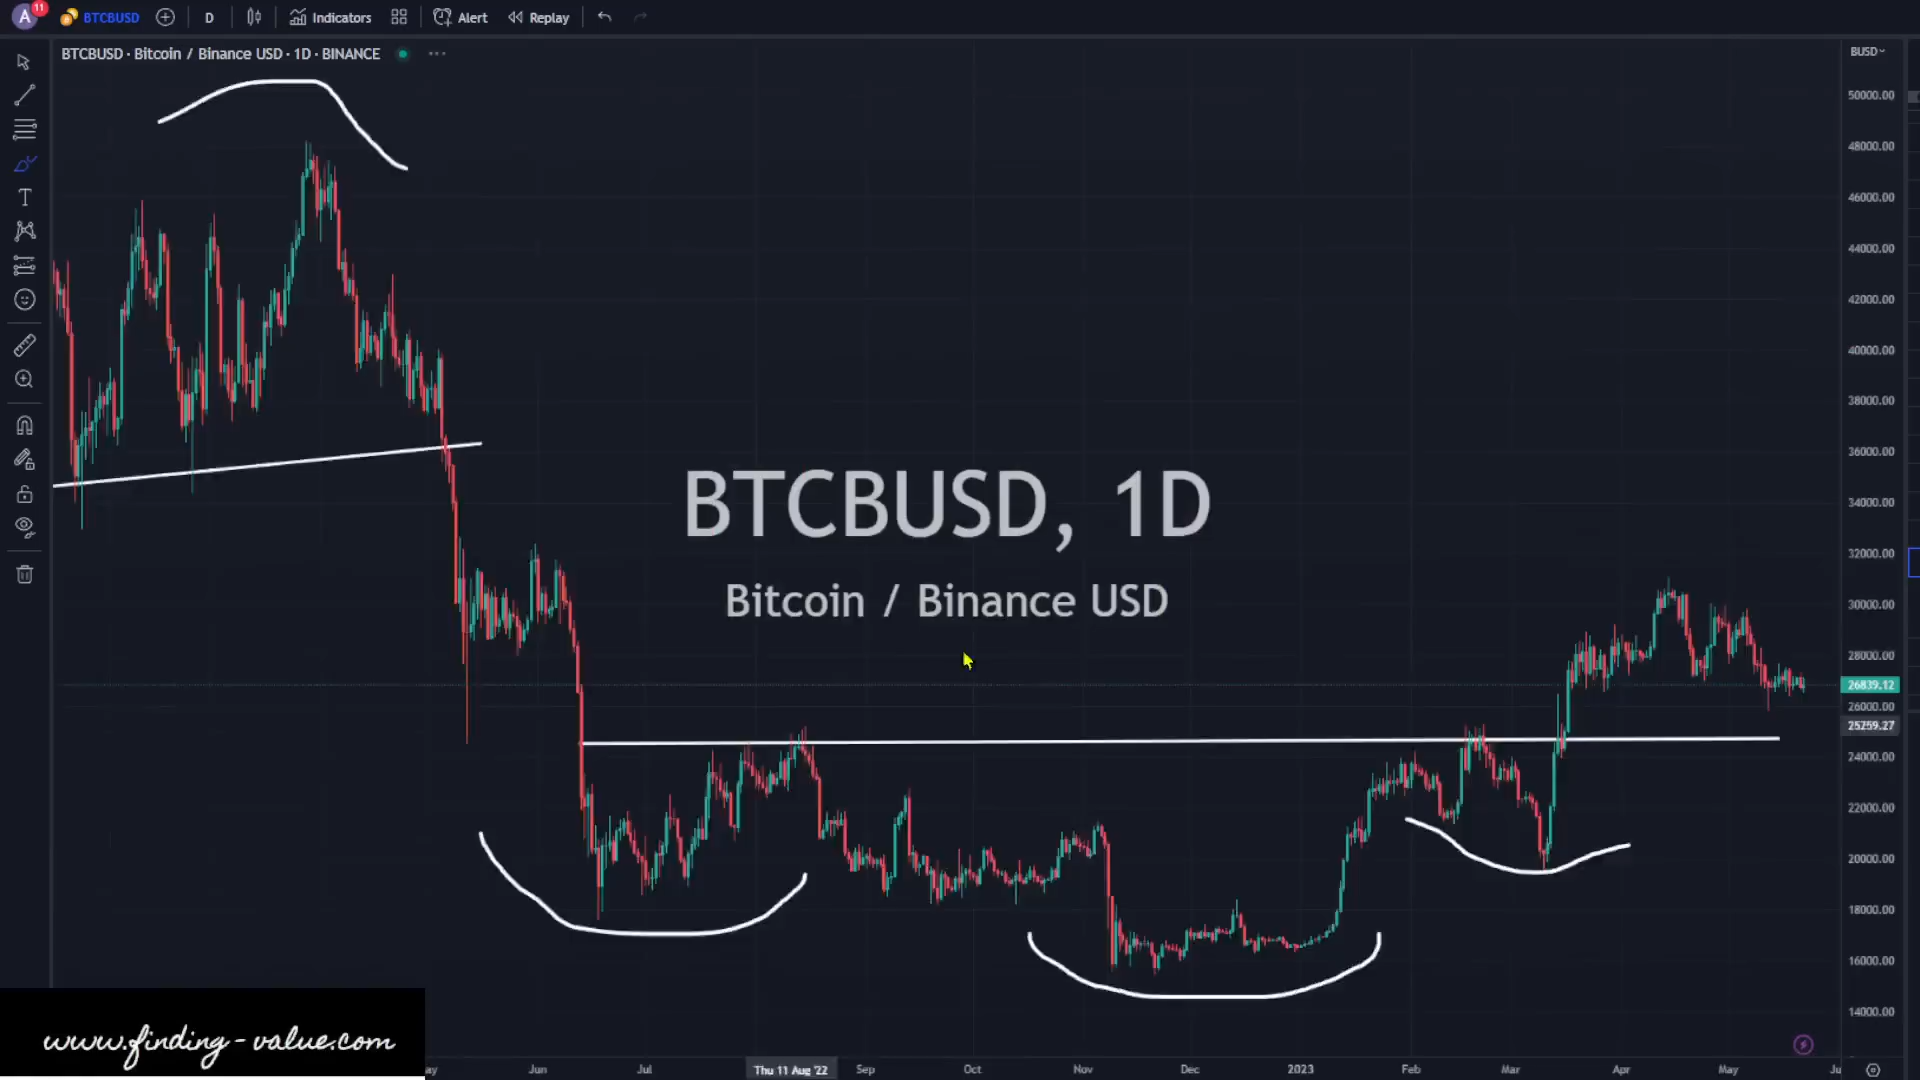 A
11
BTCBUSD
D
Indicators
Alert
Replay
BTCBUSD · Bitcoin / Binance USD · 1D · BINANCE
BUSD
50000.00
48000.00
46000.00
44000.00
42000.00
40000.00
38000.00
36000.00
34000.00
32000.00
30000.00
28000.00
26839.12
26000.00
25259.27
24000.00
22000.00
20000.00
18000.00
16000.00
14000.00
BTCBUSD, 1D
Bitcoin / Binance USD
www.finding-value.com
ay Jun Jul Thu 11 Aug '22 Sep Oct Nov Dec 2023 Feb Mar Apr May Ju